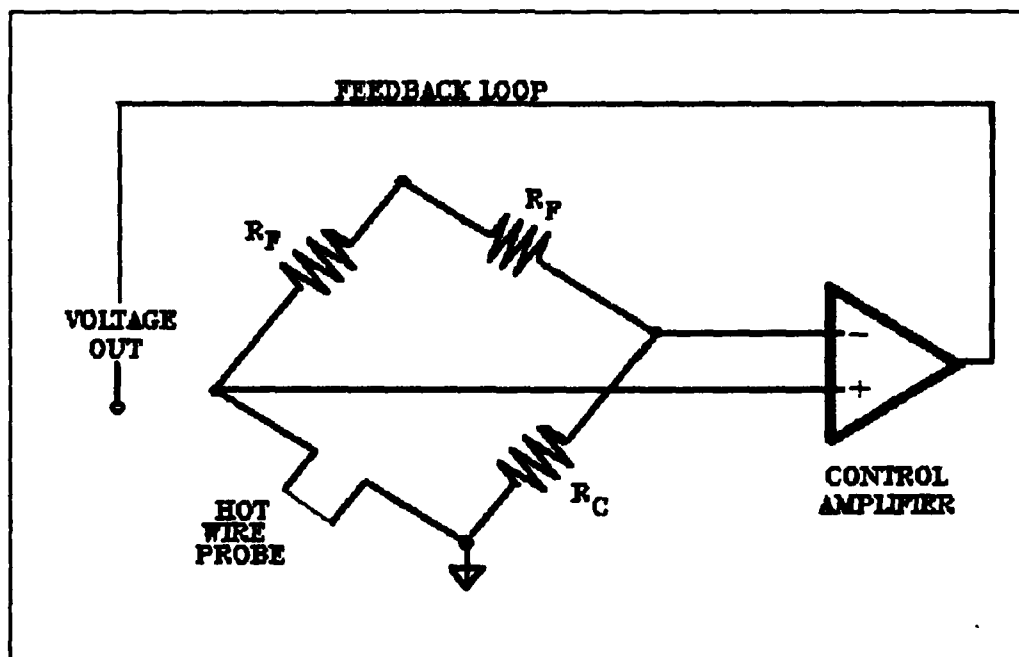 FEEDBACK LOOP
R_F
R_F
VOLTAGE
OUT
-
+
CONTROL
AMPLIFIER
R_C
HOT
WIRE
PROBE